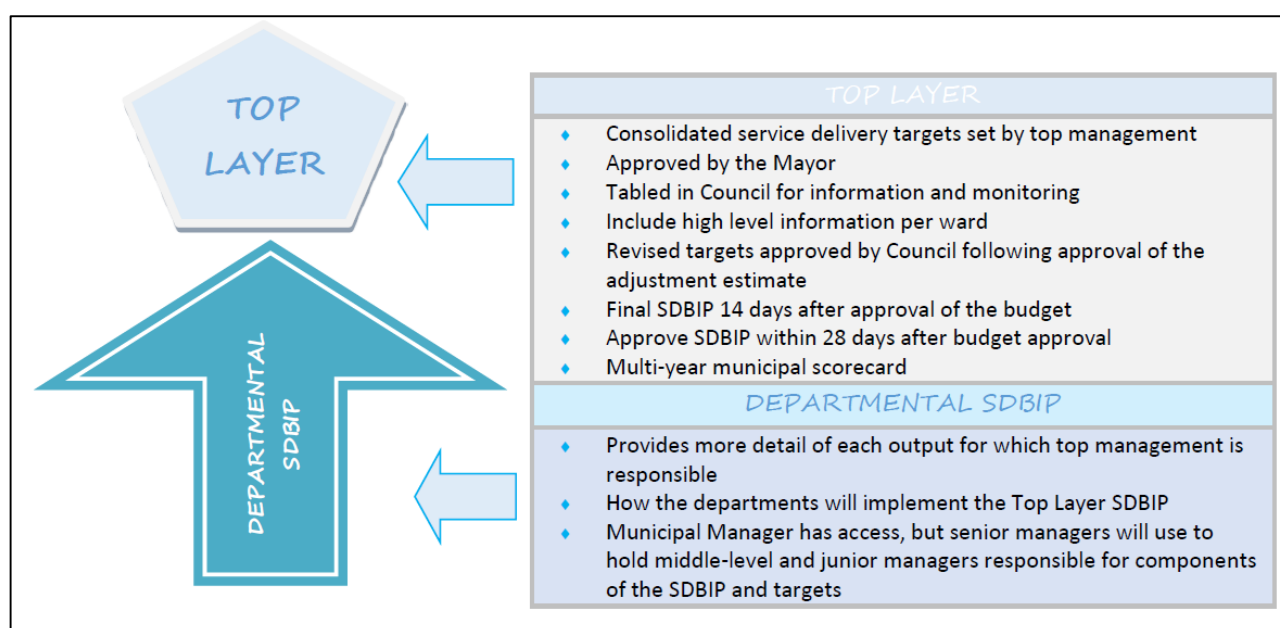 TOP
LAYER
DEPARTMENTAL
SDBIP
TOP LAYER
♦ Consolidated service delivery targets set by top management
♦ Approved by the Mayor
♦ Tabled in Council for information and monitoring
♦ Include high level information per ward
♦ Revised targets approved by Council following approval of the
adjustment estimate
♦ Final SDBIP 14 days after approval of the budget
♦ Approve SDBIP within 28 days after budget approval
♦ Multi-year municipal scorecard
DEPARTMENTAL SDBIP
♦ Provides more detail of each output for which top management is
responsible
♦ How the departments will implement the Top Layer SDBIP
♦ Municipal Manager has access, but senior managers will use to
hold middle-level and junior managers responsible for components
of the SDBIP and targets